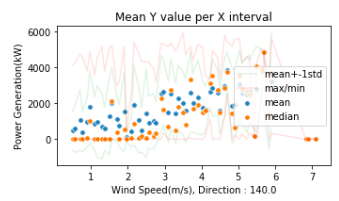 Mean Y value per X interval
Power Generation(kW)
6000
4000
2000
0
mean+-1std
max/min
mean
median
1 2 3 4 5 6 7
Wind Speed(m/s), Direction : 140.0